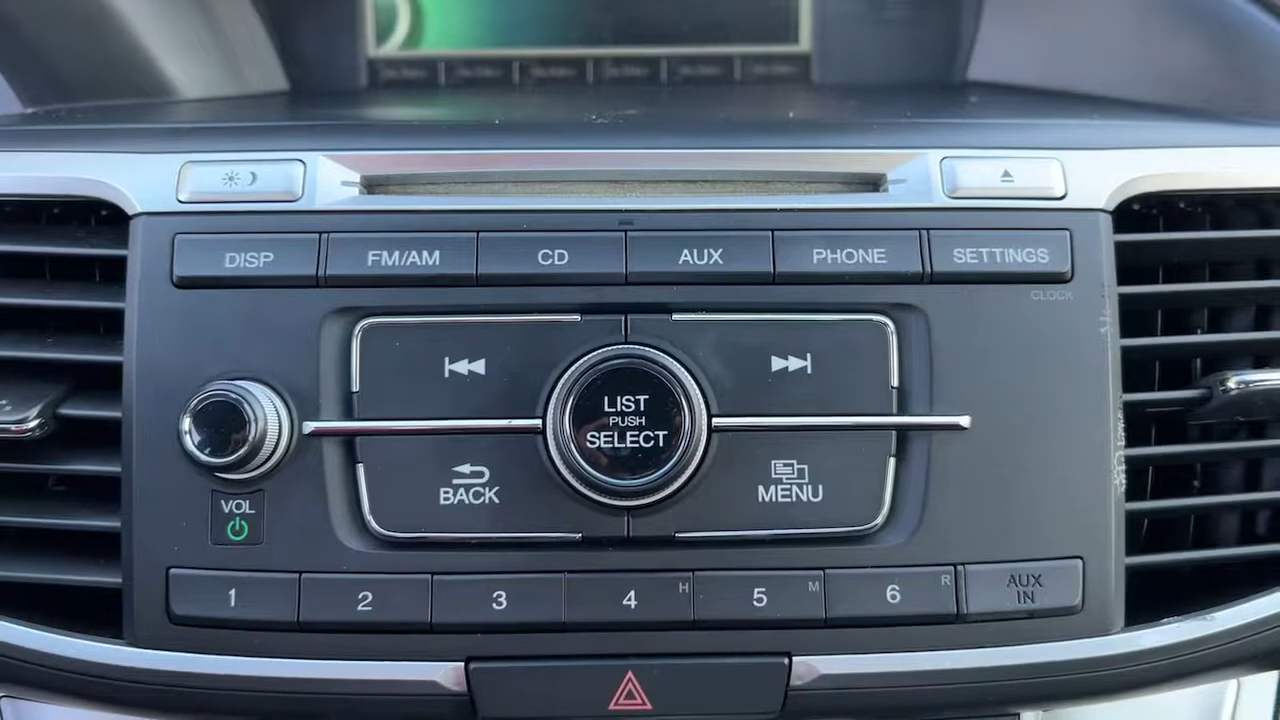 DISP
FM/AM
CD
AUX
PHONE
SETTINGS
CLOCK
LIST
PUSH
SELECT
BACK
MENU
VOL
1
2
3
4 H
5 M
6 R
AUX
IN